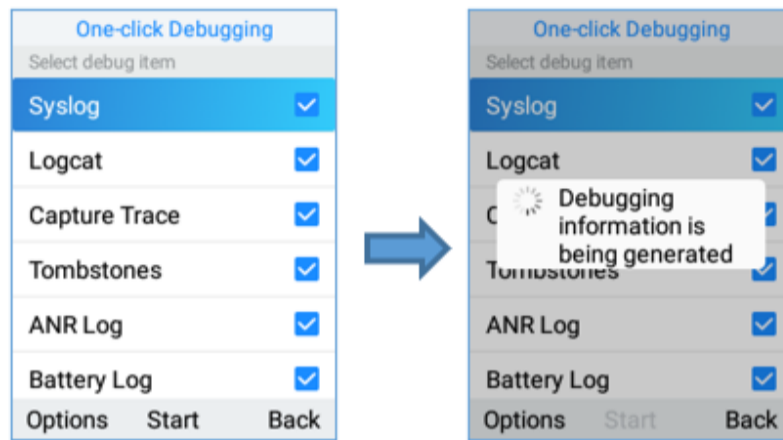 One-click Debugging
Select debug item
Syslog
Logcat
Capture Trace
Tombstones
ANR Log
Battery Log
Options Start Back
One-click Debugging
Select debug item
Syslog
Logcat
C
Debugging
information is
being generated
Tombstones
ANR Log
Battery Log
Options Start Back